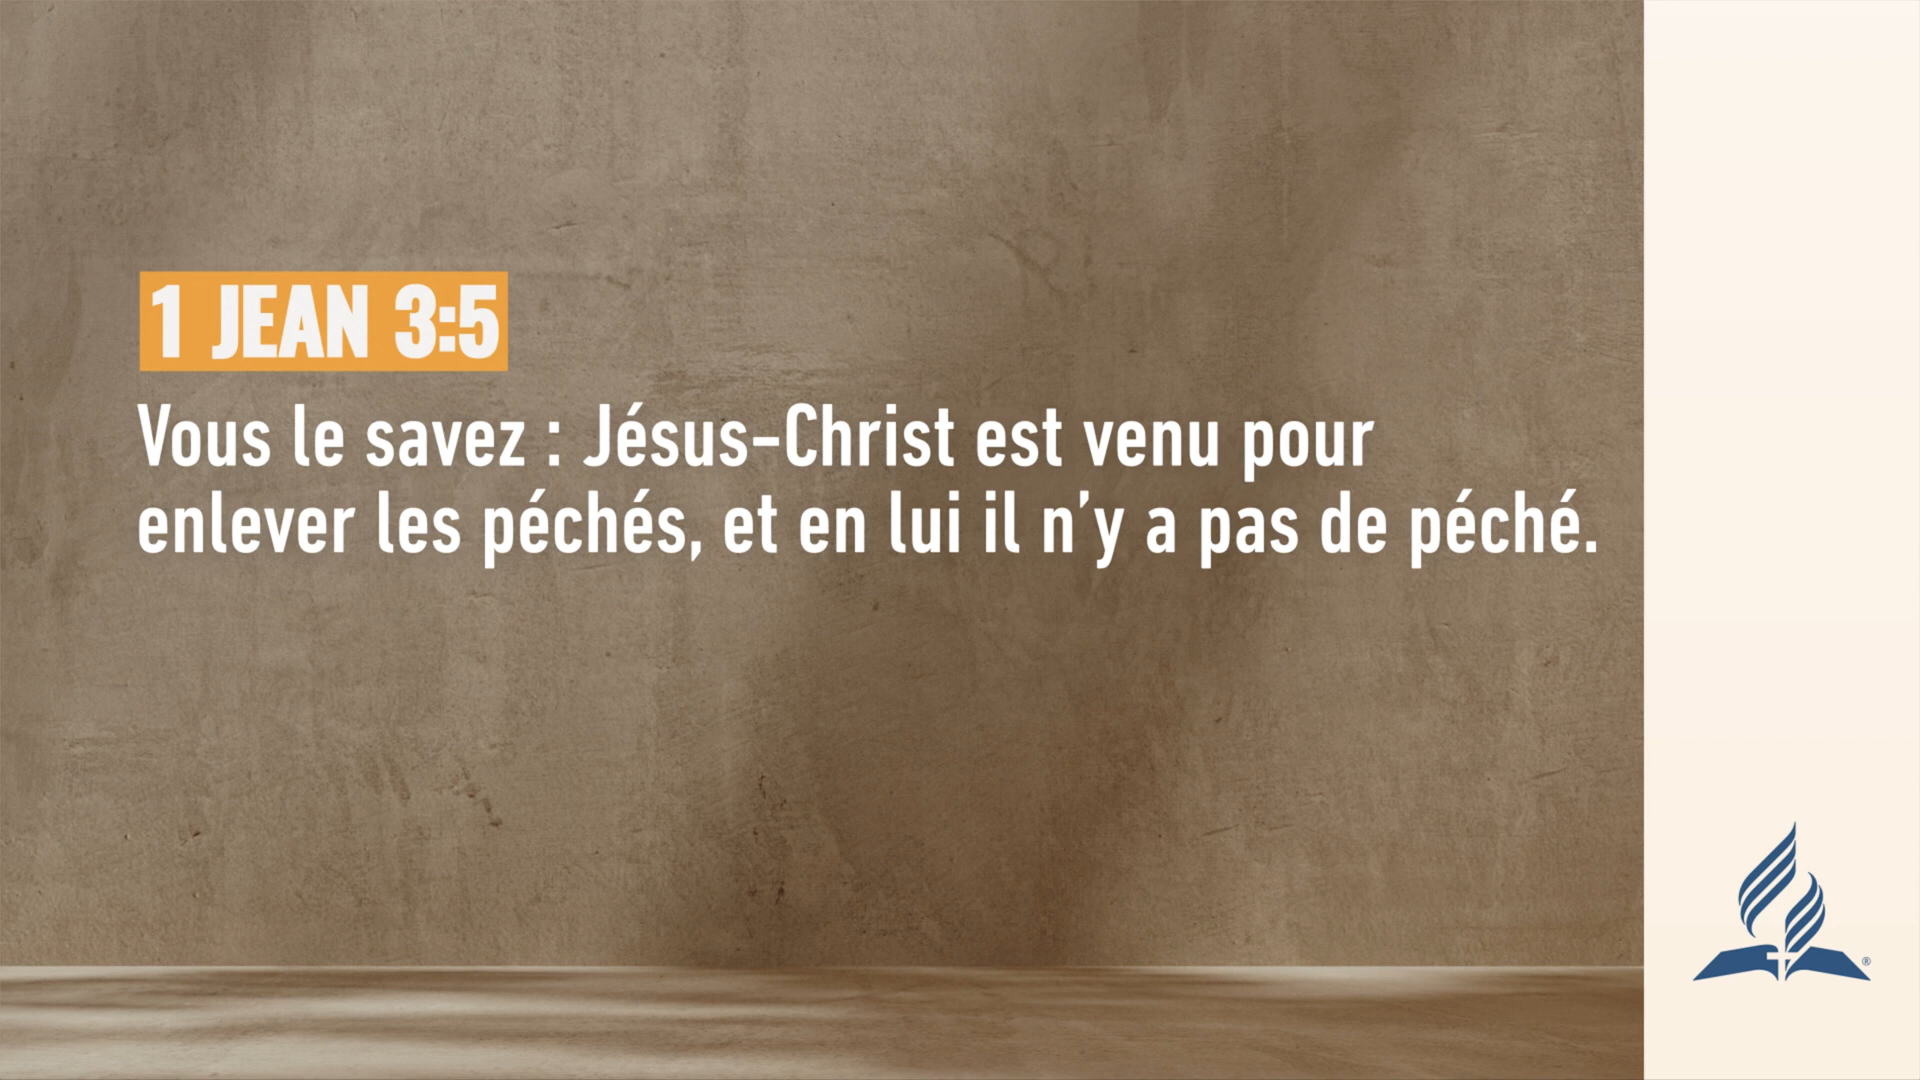 1 JEAN 3:5
Vous le savez : Jésus-Christ est venu pour
enlever les péchés, et en lui il n’y a pas de péché.
®